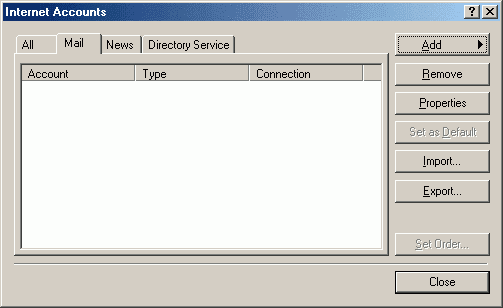 Internet Accounts
All Mail News Directory Service
Account Type Connection
Add
Remove
Properties
Set as Default
Import...
Export...
Set Order...
Close